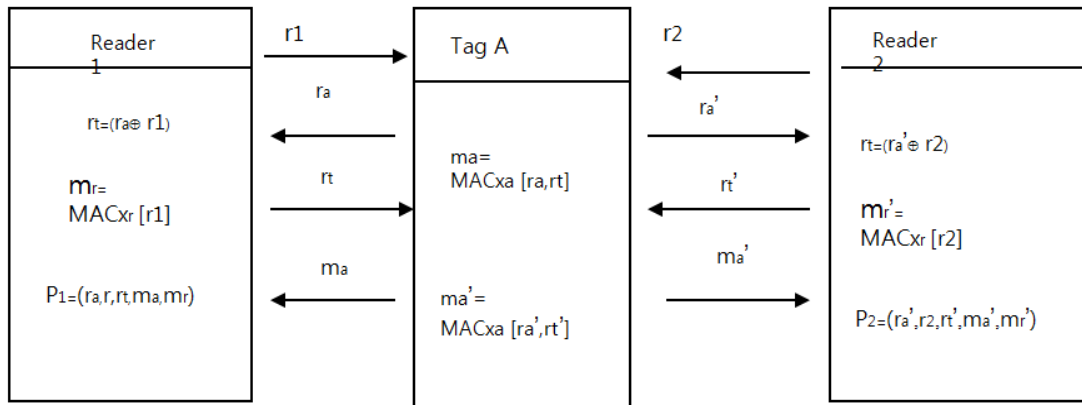 Reader
1
rt=(ra⊕ r1)
mr=
MACxr [r1]
P1=(ra,r,rt,ma,mr)
r1
ra
rt
ma
Tag A
ma=
MACxa [ra,rt]
ma'=
MACxa [ra',rt']
r2
ra'
rt'
ma'
Reader
2
rt=(ra'⊕ r2)
mr'=
MACxr [r2]
P2=(ra',r2,rt',ma',mr')